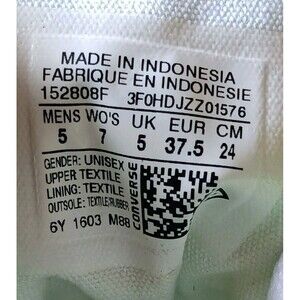 MADE IN INDONESIA
FABRIQUE EN INDONESIE
152808F 3F0HDJZZ01576
MENS WO'S UK EUR CM
5 7 5 37.5 24
GENDER: UNISEX
UPPER TEXTILE
LINING: TEXTILE
OUTSOLE: TEXTILE/RUBBER
6Y 1603 M88
CONVERSE